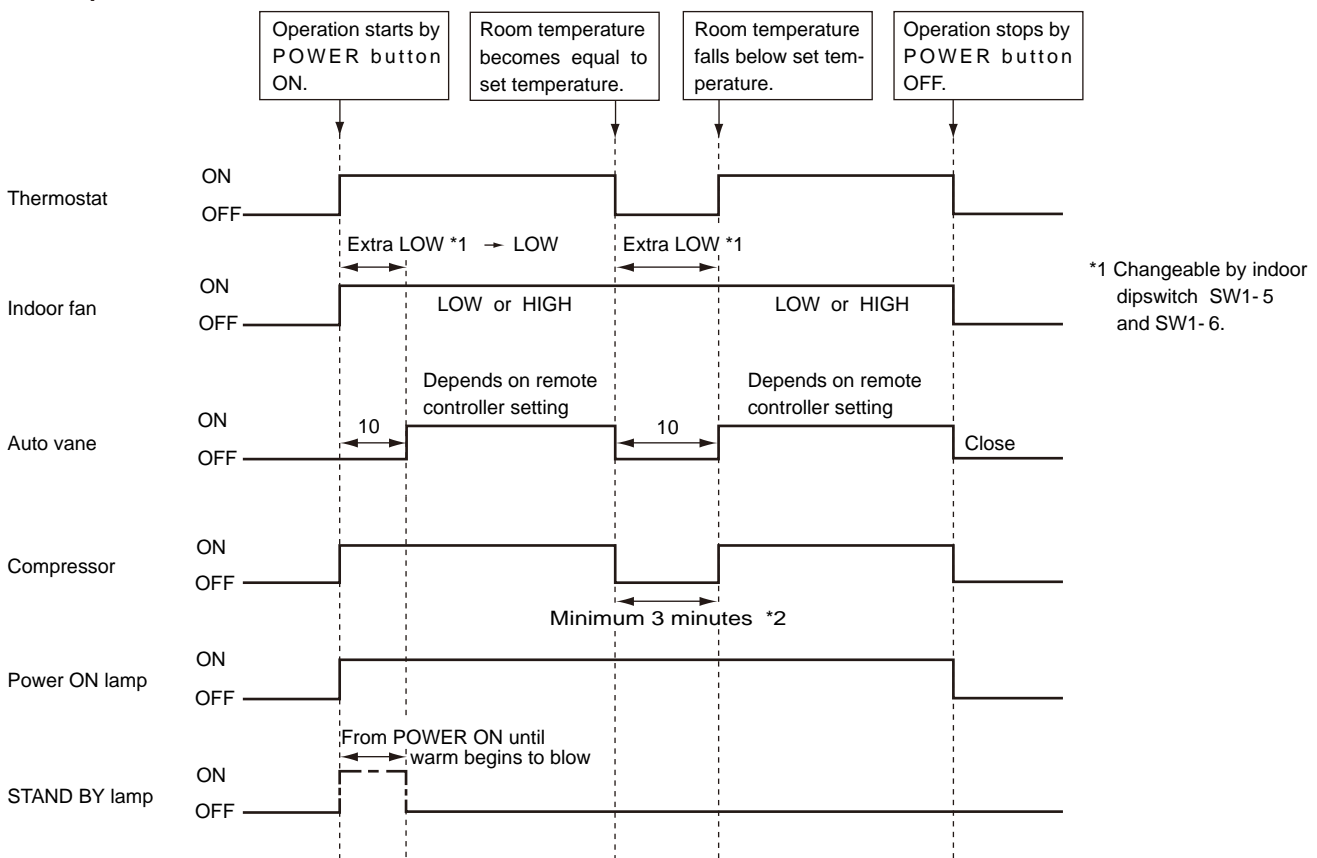 Operation starts by
POWER button
ON.
Room temperature
becomes equal to
set temperature.
Room temperature
falls below set tem-
perature.
Operation stops by
POWER button
OFF.
Thermostat
ON
OFF
Extra LOW *1 → LOW
Extra LOW *1
Indoor fan
ON
OFF
LOW or HIGH
LOW or HIGH
*1 Changeable by indoor
dipswitch SW1- 5
and SW1- 6.
Auto vane
ON
OFF
10
Depends on remote
controller setting
10
Depends on remote
controller setting
Close
Compressor
ON
OFF
Minimum 3 minutes *2
Power ON lamp
ON
OFF
From POWER ON until
warm begins to blow
STAND BY lamp
ON
OFF